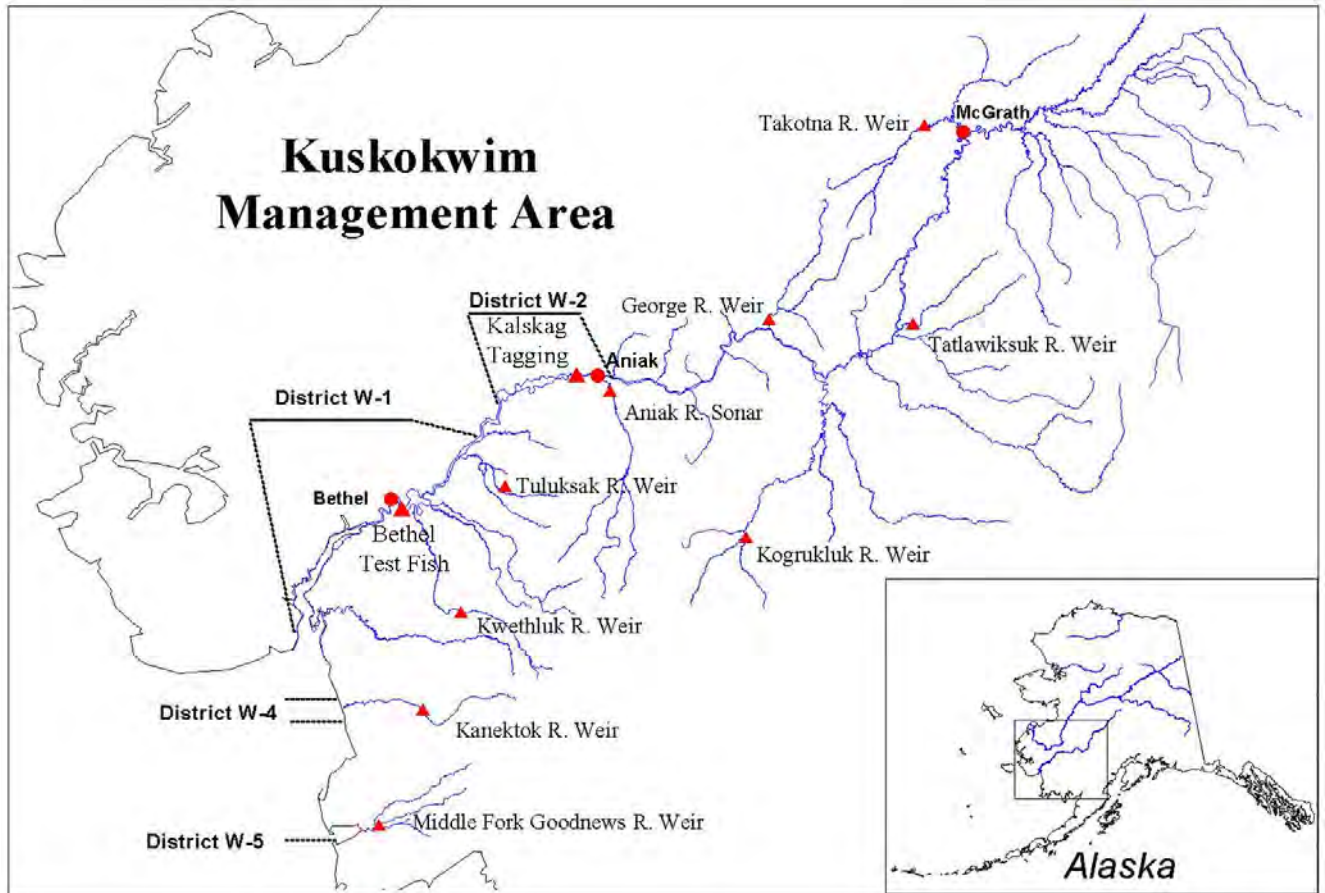 Kuskokwim
Management Area
Takotna R. Weir
McGrath
District W-2
Kalskag
Tagging
George R. Weir
Aniak
Tatlawiksuk R. Weir
District W-1
Aniak R. Sonar
Tuluksak R. Weir
Bethel
Bethel
Test Fish
Kogrukluk R. Weir
Kwethluk R. Weir
District W-4
Kanektok R. Weir
Middle Fork Goodnews R. Weir
District W-5
Alaska